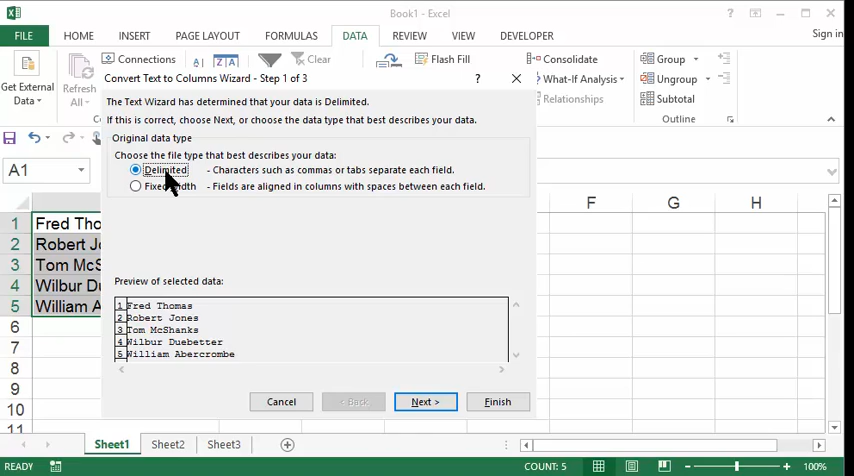 Book1 - Excel
FILE HOME INSERT PAGE LAYOUT FORMULAS DATA REVIEW VIEW DEVELOPER Sign in
Get External Data
Refresh All
Connections
Clear
Flash Fill
Consolidate
What-If Analysis
Relationships
Group
Ungroup
Subtotal
Outline
Convert Text to Columns Wizard - Step 1 of 3
The Text Wizard has determined that your data is Delimited.
If this is correct, choose Next, or choose the data type that best describes your data.
Original data type
Choose the file type that best describes your data:
Delimited - Characters such as commas or tabs separate each field.
- Fields are aligned in columns with spaces between each field.
Preview of selected data:
1 Fred Thomas
2 Robert Jones
3 Tom McShanks
4 Wilbur Duebetter
5 William Abercrombe
Cancel < Back Next > Finish
A1
F G H
1 Fred Tho
2 Robert Jo
3 Tom McS
4 Wilbur Du
5 William A
6
7
8
9
10
11
Sheet1 Sheet2 Sheet3
READY COUNT: 5 100%